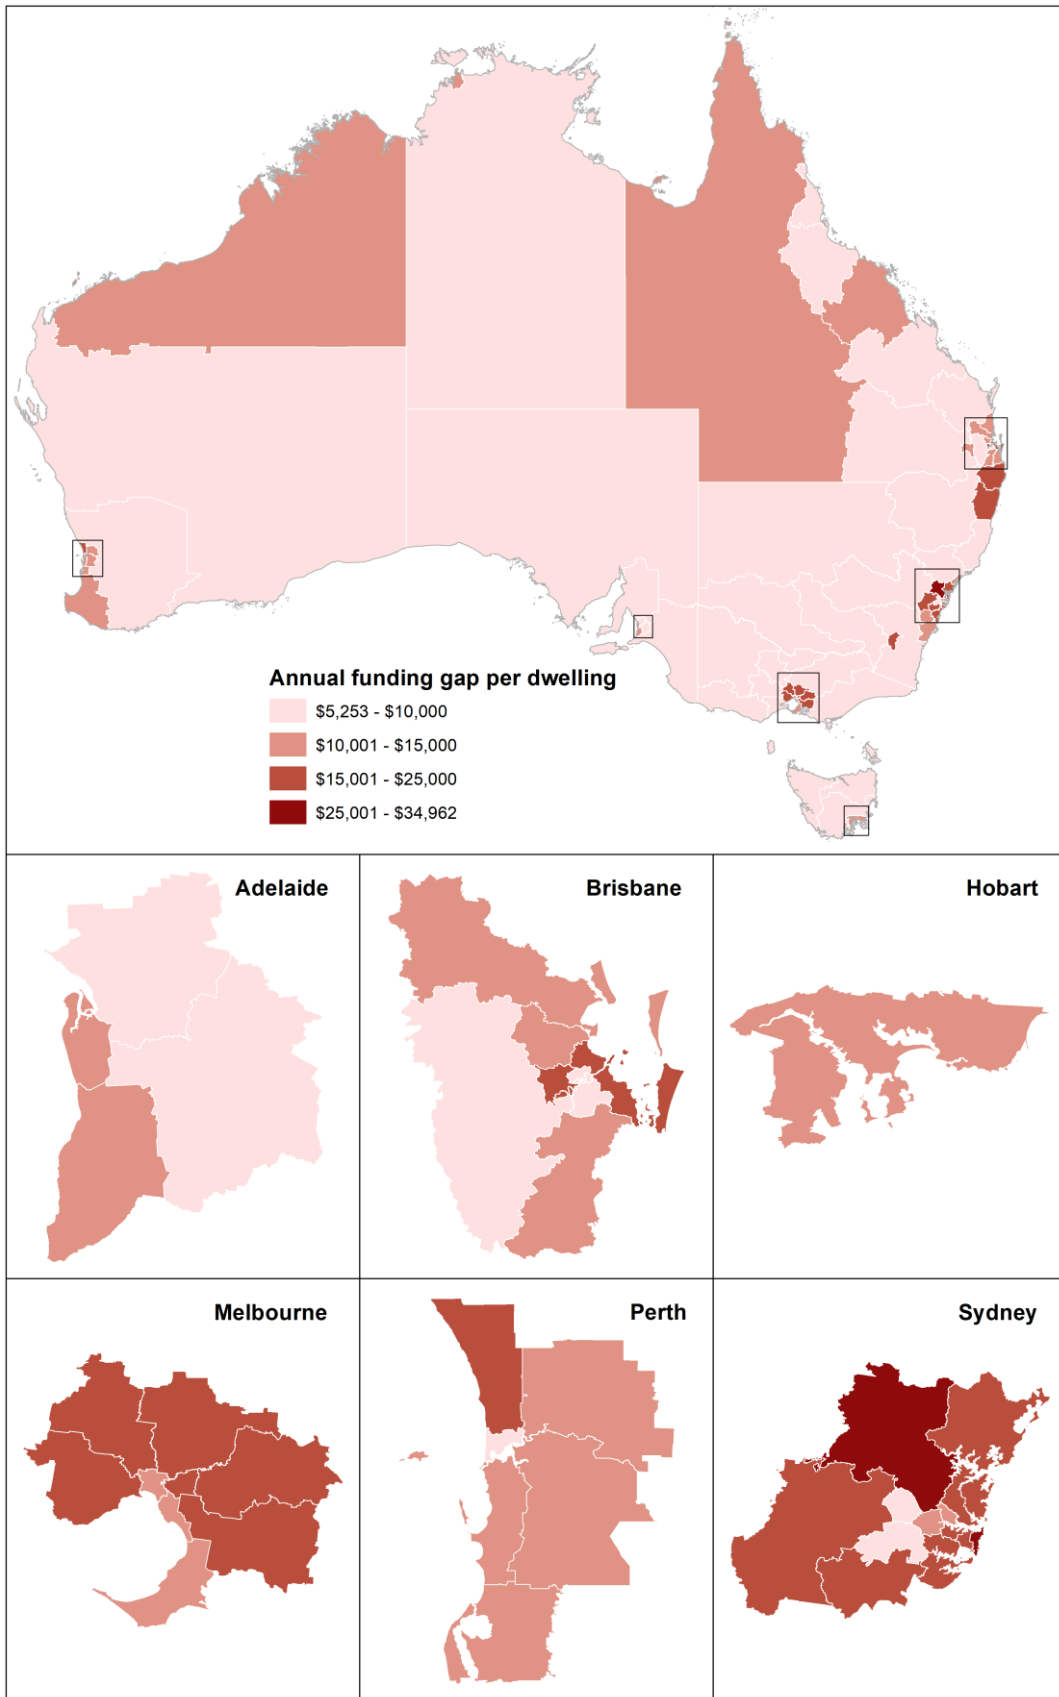 Annual funding gap per dwelling
$5,253 - $10,000
$10,001 - $15,000
$15,001 - $25,000
$25,001 - $34,962
Adelaide
Brisbane
Hobart
Melbourne
Perth
Sydney